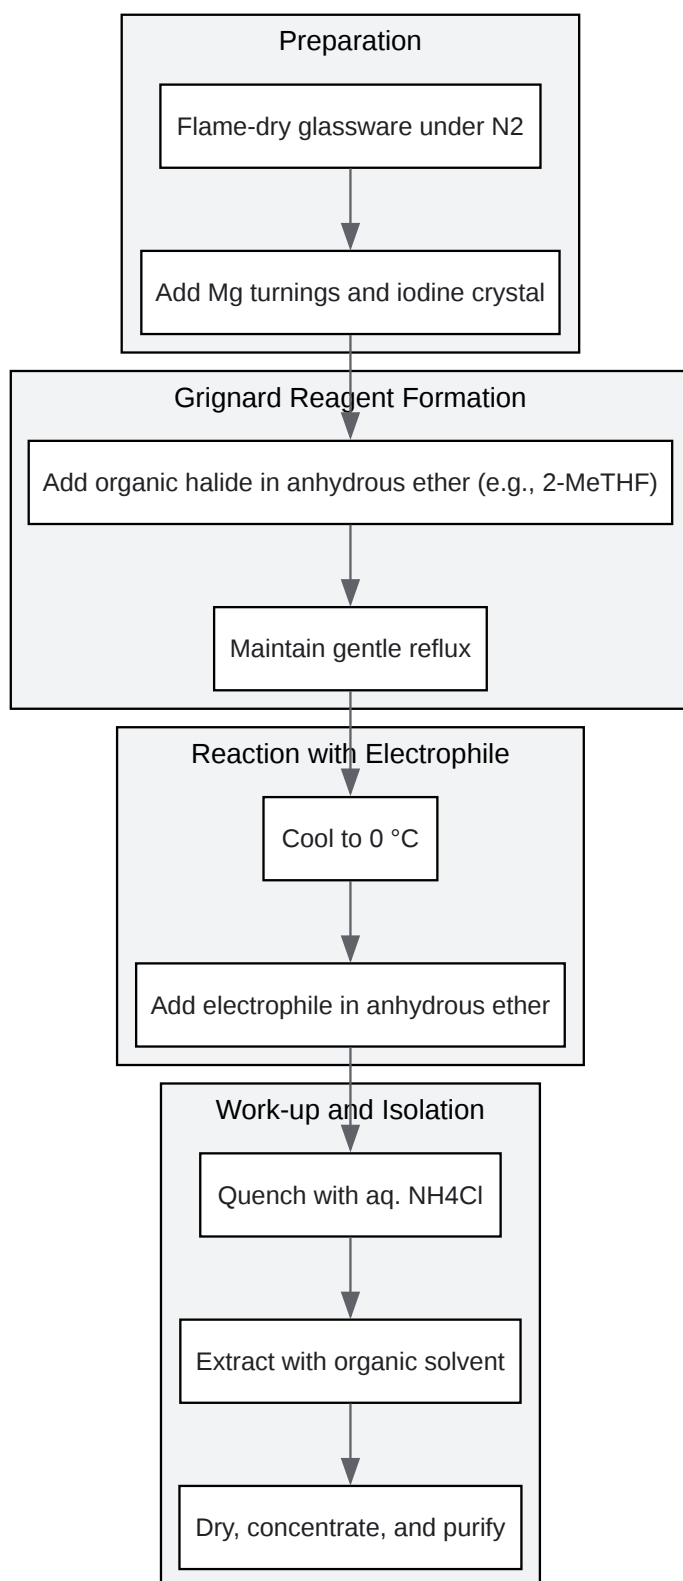 Preparation
Flame-dry glassware under N2
Add Mg turnings and iodine crystal
Grignard Reagent Formation
Add organic halide in anhydrous ether (e.g., 2-MeTHF)
Maintain gentle reflux
Reaction with Electrophile
Cool to 0 °C
Add electrophile in anhydrous ether
Work-up and Isolation
Quench with aq. NH4Cl
Extract with organic solvent
Dry, concentrate, and purify